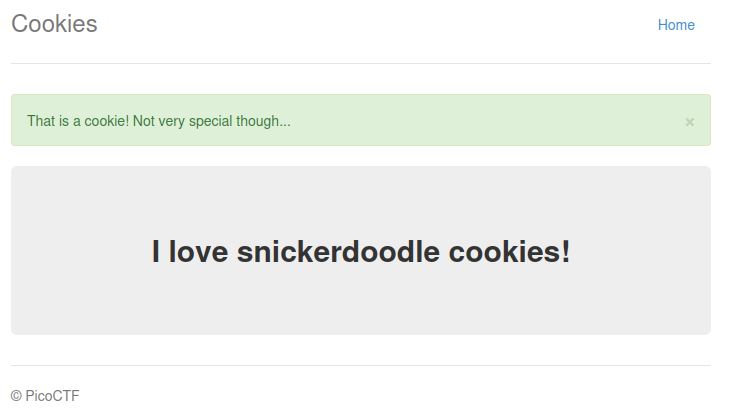 Cookies
Home
That is a cookie! Not very special though...
×
I love snickerdoodle cookies!
© PicoCTF